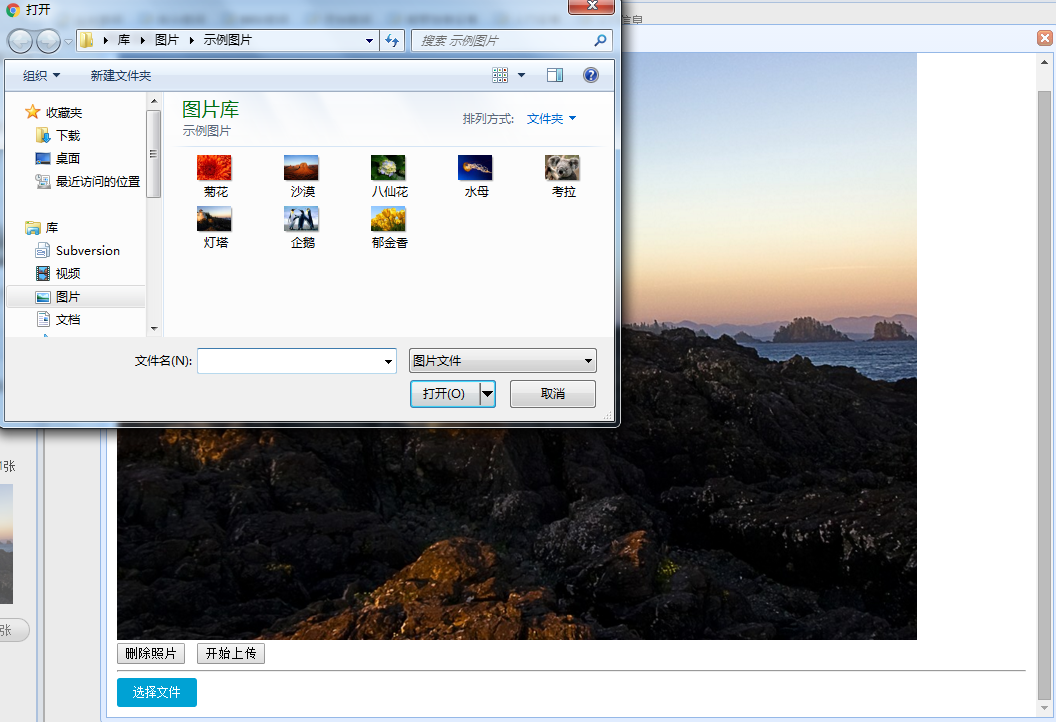 打开
库 图片 示例图片
搜索 示例图片
组织 新建文件夹
收藏夹
下载
桌面
最近访问的位置
库
Subversion
视频
图片
文档
图片库
示例图片
排列方式: 文件夹
菊花 沙漠 八仙花 水母 考拉
灯塔 企鹅 郁金香
文件名(N): 图片文件
打开(O) 取消
张
张
删除照片 开始上传
选择文件